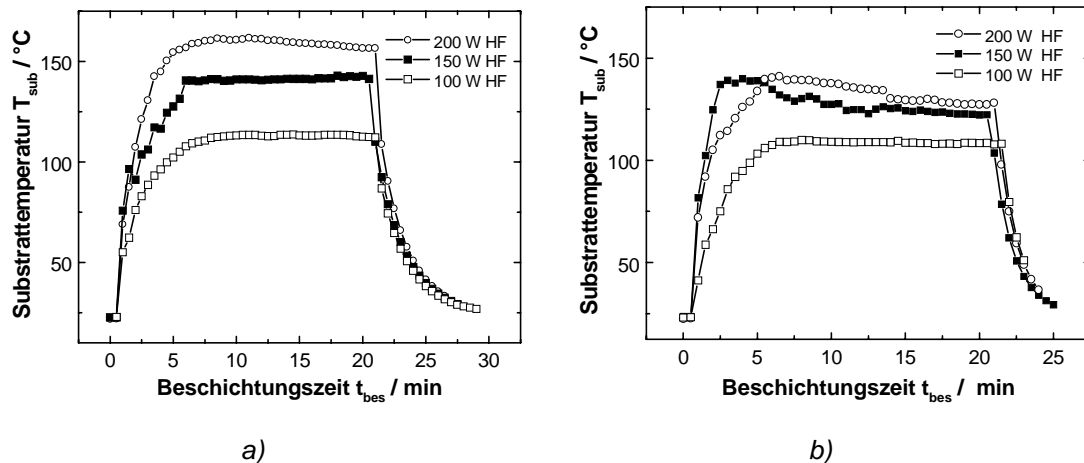 a)
200 W HF
150 W HF
100 W HF
150
100
50
0 5 10 15 20 25 30
Substrattemperatur T_sub / °C
Beschichtungszeit t_bes / min
a)
b)
200 W HF
150 W HF
100 W HF
150
100
50
0 5 10 15 20 25
Substrattemperatur T_sub / °C
Beschichtungszeit t_bes / min
b)